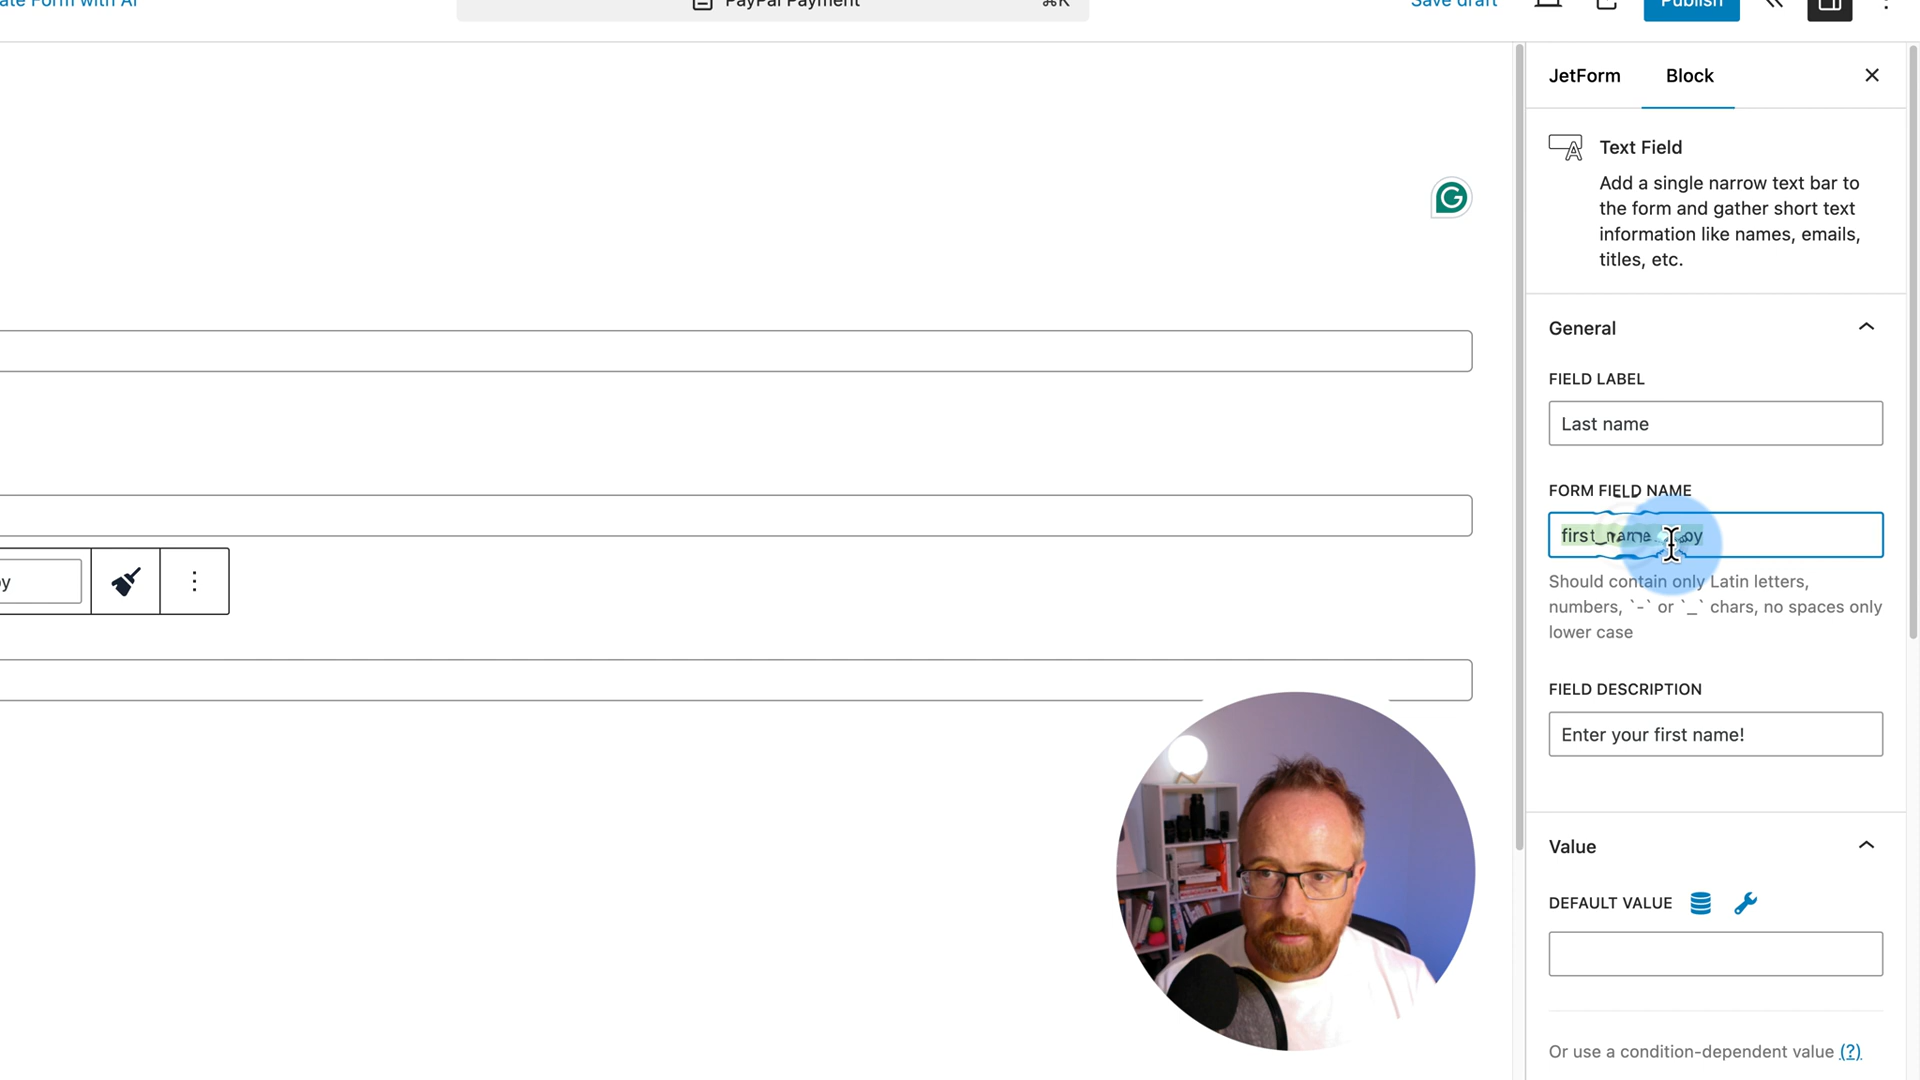 PayPal Payment
⌘K
Save draft
Publish
JetForm
Block
Text Field
Add a single narrow text bar to
the form and gather short text
information like names, emails,
titles, etc.
General
FIELD LABEL
Last name
FORM FIELD NAME
Should contain only Latin letters,
numbers, `-` or `_` chars, no spaces only
lower case
FIELD DESCRIPTION
Enter your first name!
Value
DEFAULT VALUE
Or use a condition-dependent value (?)